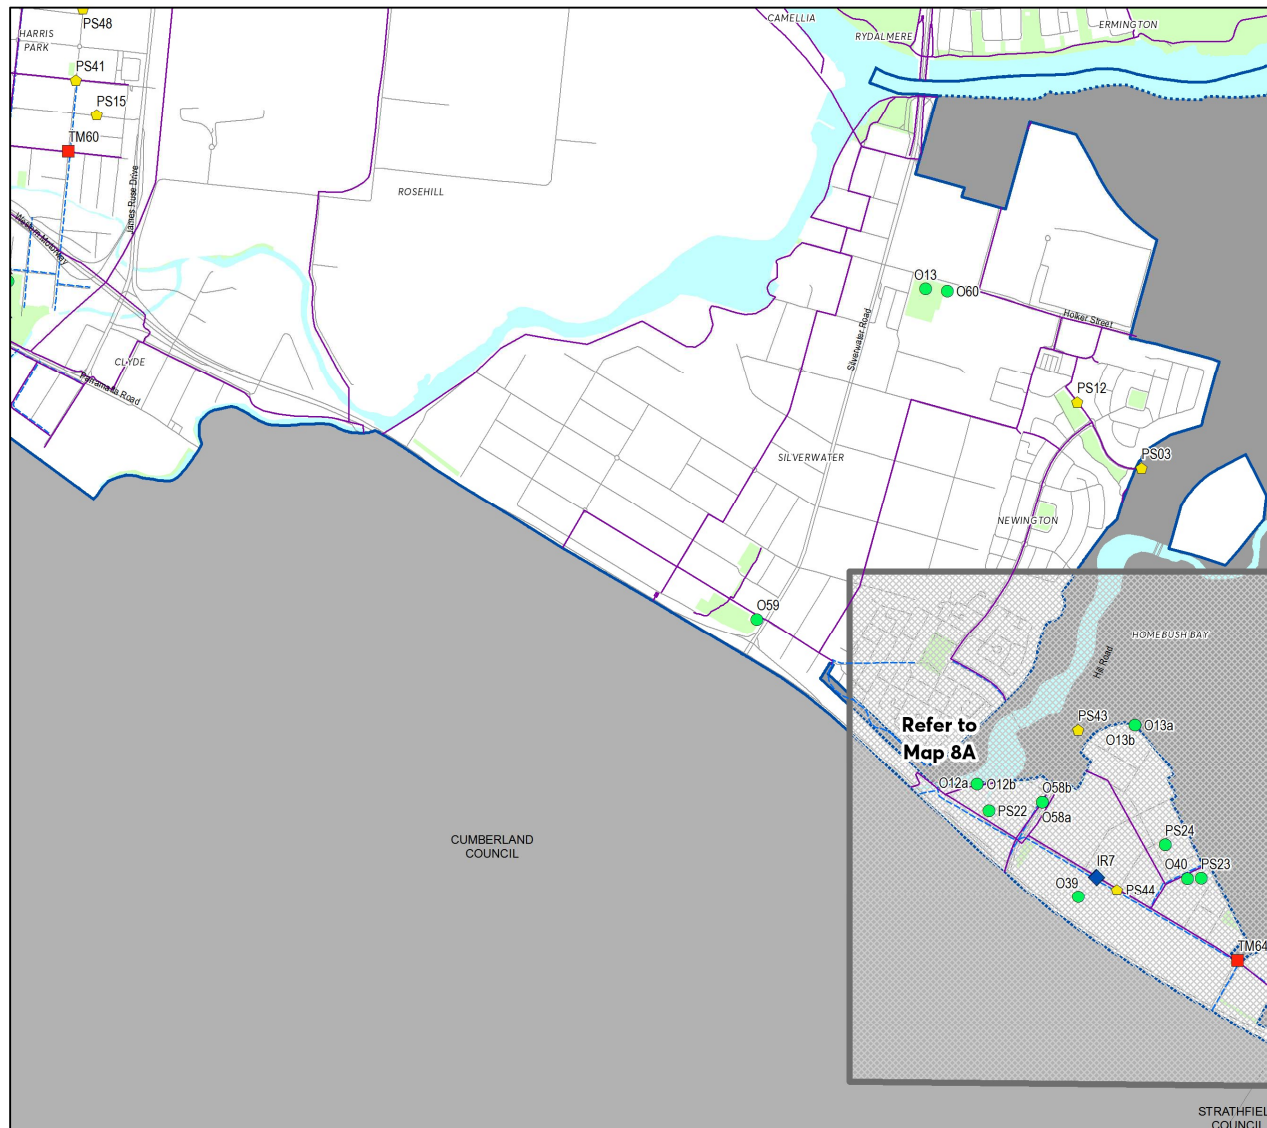 PS48
HARRIS
PARK
CAMELLIA
RYDALMERE
ERMINGTON
PS41
PS15
TM60
James Ruse Drive
ROSEHILL
Western Motorway
O13
O60
Holker Street
Silverwater Road
CLYDE
Parramatta Road
PS12
SILVERWATER
PS03
NEWINGTON
O59
HOMEBUSH BAY
Hill Road
Refer to
Map 8A
PS43
O13a
O13b
O12a
O12b
O58b
PS22
O58a
PS24
CUMBERLAND
COUNCIL
IR7
O40
PS23
O39
PS44
TM64
STRATHFIEL
COUNCIL